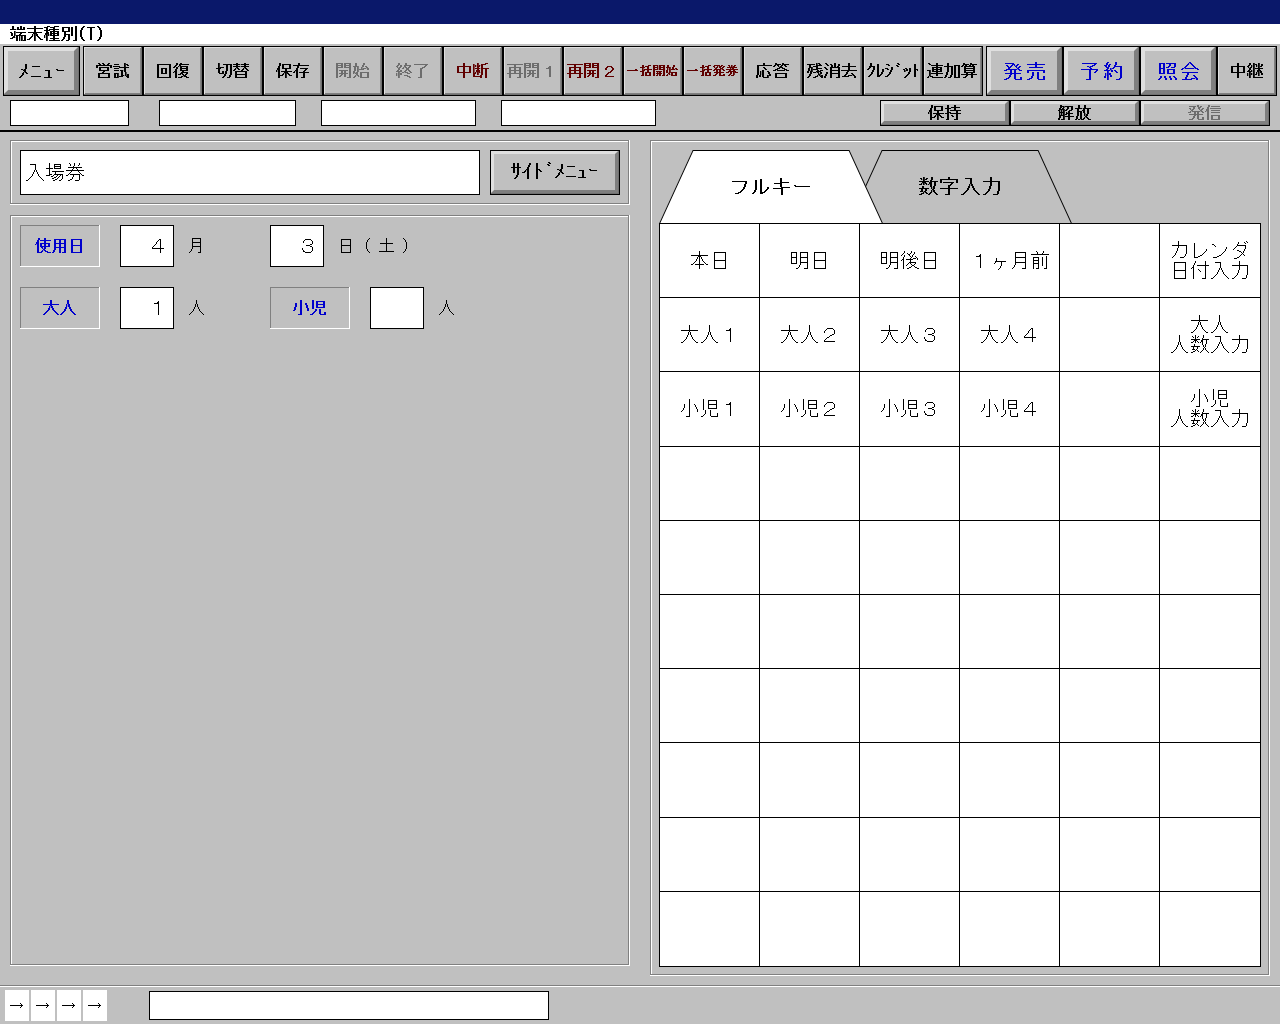 端末種別(T)
ﾒﾆｭｰ 営試 回復 切替 保存 開始 終了 中断 再開１ 再開２ 一括開始 一括発券 応答 残消去 ｸﾚｼﾞｯﾄ 連加算 発売 予約 照会 中継
保持 解放 発信
入場券 ｻｲﾄﾞﾒﾆｭｰ
フルキー 数字入力
使用日 4 月 3 日（土）
大人 1 人 小児 人
本日 明日 明後日 １ヶ月前 カレンダ
日付入力
大人１ 大人２ 大人３ 大人４ 大人
人数入力
小児１ 小児２ 小児３ 小児４ 小児
人数入力
→ → → →